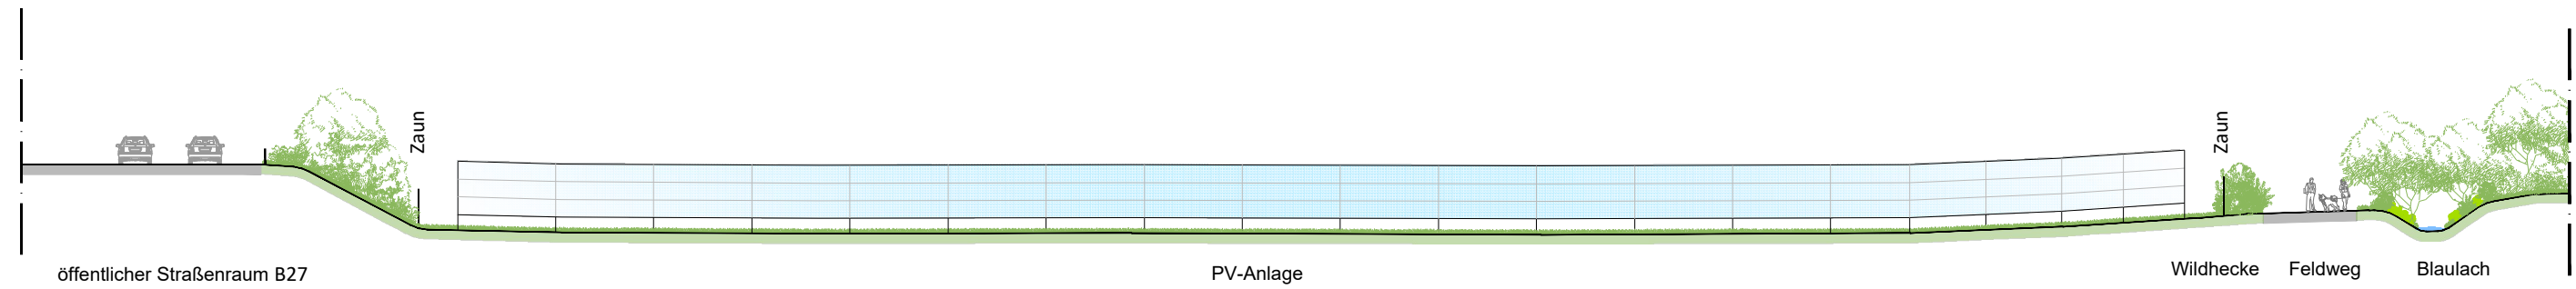 Zaun
Zaun
öffentlicher Straßenraum B27
PV-Anlage
Wildhecke
Feldweg
Blaulach